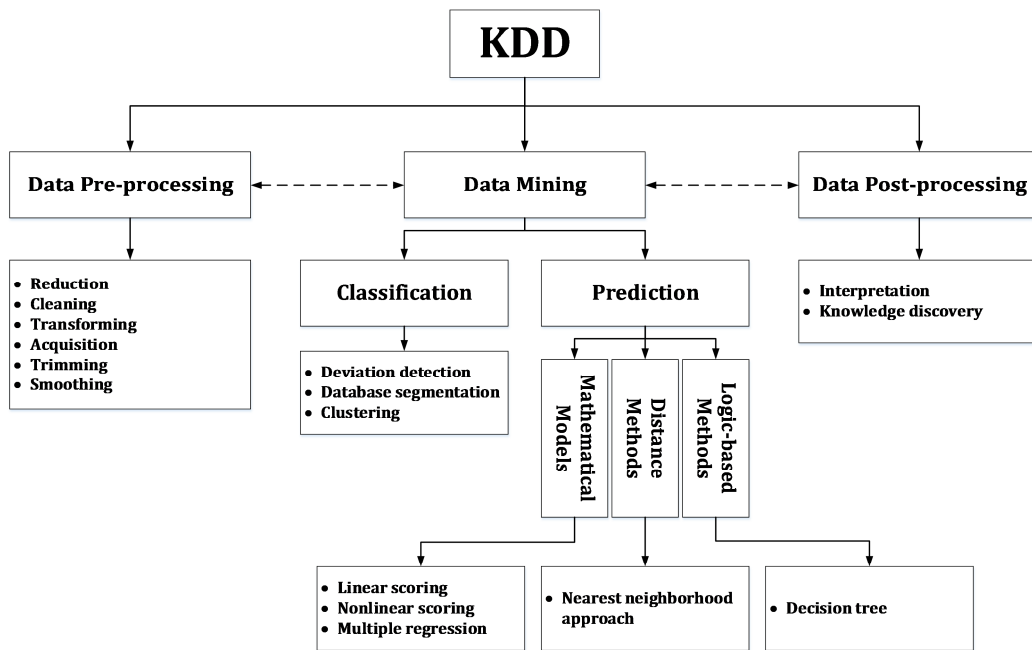 KDD
Data Pre-processing
Data Mining
Data Post-processing
• Reduction
• Cleaning
• Transforming
• Acquisition
• Trimming
• Smoothing
Classification
Prediction
• Interpretation
• Knowledge discovery
• Deviation detection
• Database segmentation
• Clustering
Mathematical
Models
Distance
Methods
Logic-based
Methods
• Linear scoring
• Nonlinear scoring
• Multiple regression
• Nearest neighborhood
approach
• Decision tree